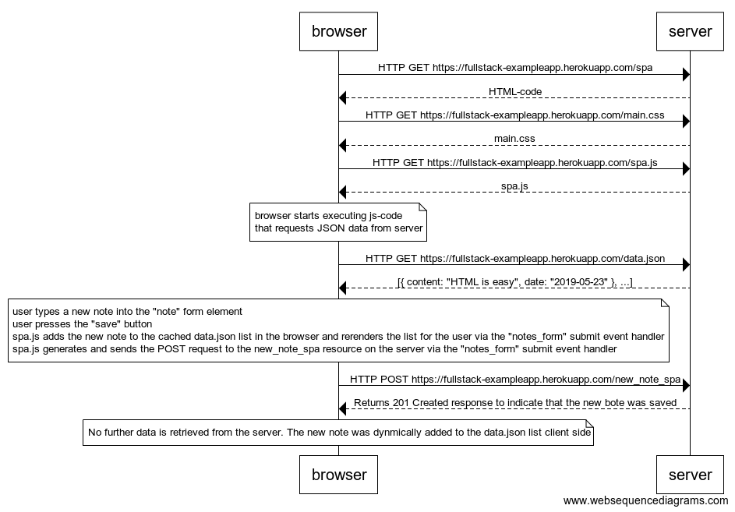 browser
server
HTTP GET https://fullstack-exampleapp.herokuapp.com/spa
HTML-code
HTTP GET https://fullstack-exampleapp.herokuapp.com/main.css
main.css
HTTP GET https://fullstack-exampleapp.herokuapp.com/spa.js
spa.js
browser starts executing js-code
that requests JSON data from server
HTTP GET https://fullstack-exampleapp.herokuapp.com/data.json
[{ content: "HTML is easy", date: "2019-05-23" }, ...]
user types a new note into the "note" form element
user presses the "save" button
spa.js adds the new note to the cached data.json list in the browser and rerenders the list for the user via the "notes_form" submit event handler
spa.js generates and sends the POST request to the new_note_spa resource on the server via the "notes_form" submit event handler
HTTP POST https://fullstack-exampleapp.herokuapp.com/new_note_spa
Returns 201 Created response to indicate that the new bote was saved
No further data is retrieved from the server. The new note was dynmically added to the data.json list client side
browser
server
www.websequencediagrams.com